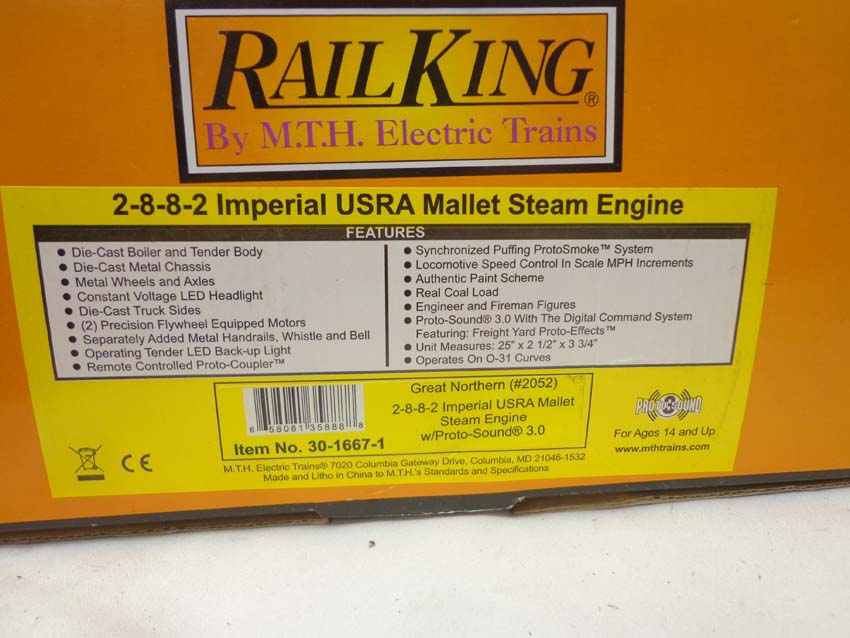 RAILKING®
By M.T.H. Electric Trains
2-8-8-2 Imperial USRA Mallet Steam Engine
FEATURES
● Die-Cast Boiler and Tender Body
● Die-Cast Metal Chassis
● Metal Wheels and Axles
● Constant Voltage LED Headlight
● Die-Cast Truck Sides
● (2) Precision Flywheel Equipped Motors
● Separately Added Metal Handrails, Whistle and Bell
● Operating Tender LED Back-up Light
● Remote Controlled Proto-Coupler™
● Synchronized Puffing ProtoSmoke™ System
● Locomotive Speed Control In Scale MPH Increments
● Authentic Paint Scheme
● Real Coal Load
● Engineer and Fireman Figures
● Proto-Sound® 3.0 With The Digital Command System
Featuring: Freight Yard Proto-Effects™
● Unit Measures: 25" x 2 1/2" x 3 3/4"
● Operates On O-31 Curves
6 58081 35888 8
Item No. 30-1667-1
Great Northern (#2052)
2-8-8-2 Imperial USRA Mallet
Steam Engine
w/Proto-Sound® 3.0
PROTO SOUND
For Ages 14 and Up
www.mthtrains.com
CE
M.T.H. Electric Trains® 7020 Columbia Gateway Drive, Columbia, MD 21046-1532
Made and Litho in China to M.T.H.'s Standards and Specifications